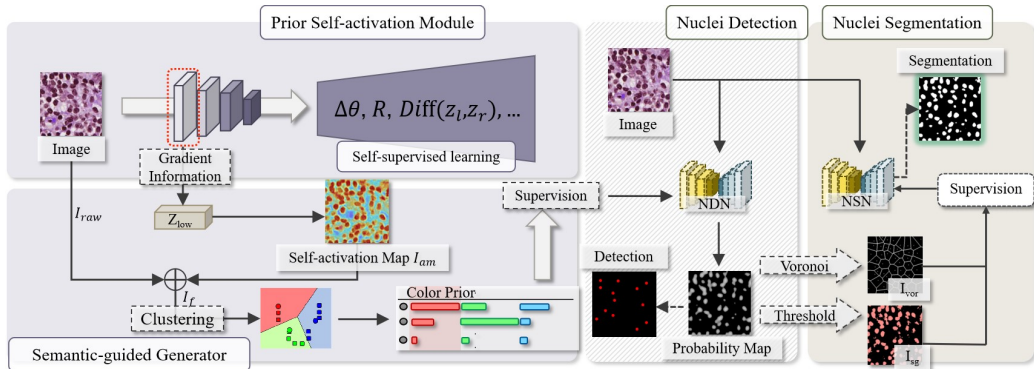 Prior Self-activation Module
Image
Gradient
Information
Δθ, R, Diff(z_l,z_r), ...
Self-supervised learning
I_raw
Z_low
Self-activation Map I_am
I_f
Clustering
Color Prior
Supervision
Semantic-guided Generator
Nuclei Detection
Image
NDN
Detection
Probability Map
Voronoi
Threshold
Nuclei Segmentation
Segmentation
NSN
Supervision
I_vor
I_sg